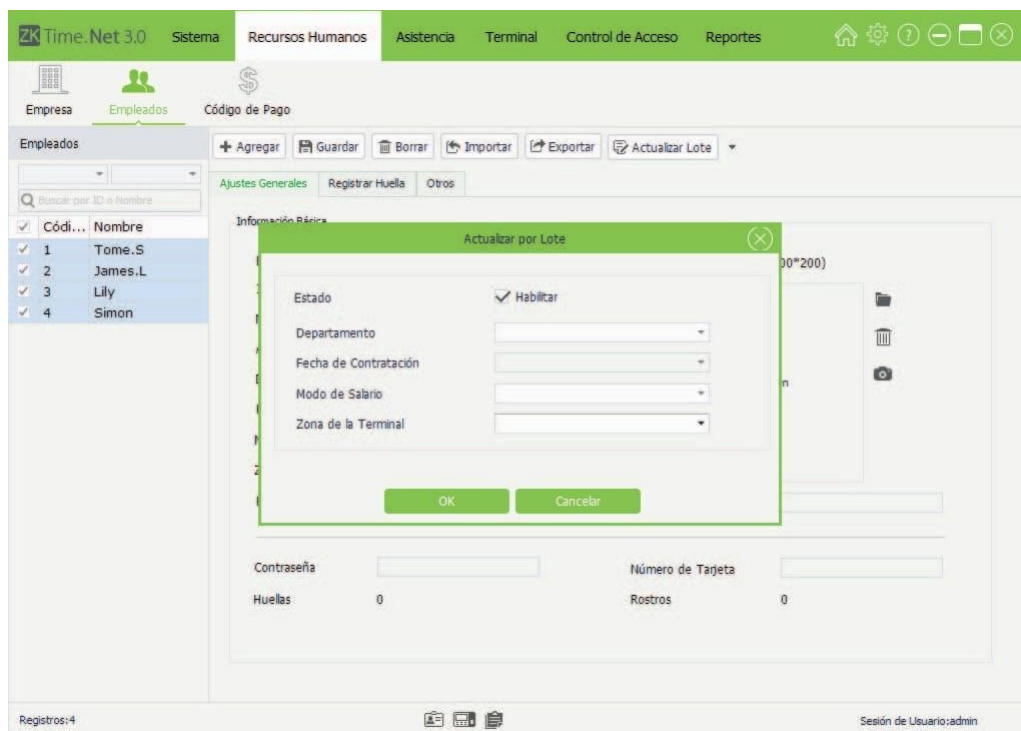 ZK Time.Net 3.0 Sistema Recursos Humanos Asistencia Terminal Control de Acceso Reportes
Empresa Empleados Código de Pago
Empleados
Agregar Guardar Borrar Importar Exportar Actualizar Lote
Ajustes Generales Registrar Huella Otros
Buscar por ID o Nombre
Códi... Nombre
1 Tome.S
2 James.L
3 Lily
4 Simon
Información Básica
Actualizar por Lote
00*200)
Estado Habilitar
Departamento
Fecha de Contratación
Modo de Salario
Zona de la Terminal
OK Cancelar
Contraseña Número de Tarjeta
Huellas 0 Rostros 0
Registros:4 Sesión de Usuario:admin